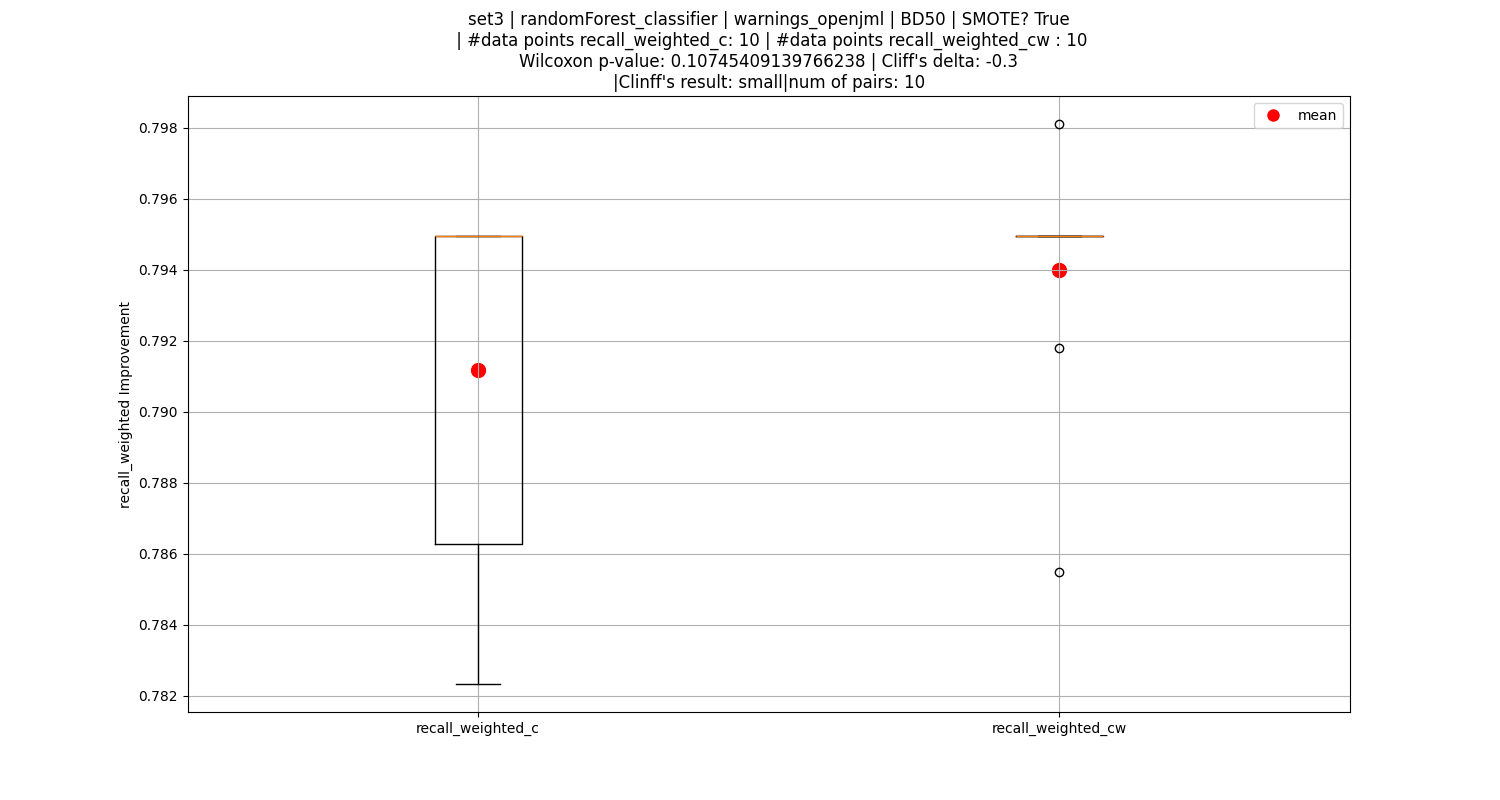 set3 | randomForest_classifier | warnings_openjml | BD50 | SMOTE? True
| #data points recall_weighted_c: 10 | #data points recall_weighted_cw : 10
Wilcoxon p-value: 0.10745409139766238 | Cliff's delta: -0.3
|Clinff's result: small|num of pairs: 10
mean
0.798
0.796
0.794
0.792
0.790
0.788
0.786
0.784
0.782
recall_weighted Improvement
recall_weighted_c
recall_weighted_cw